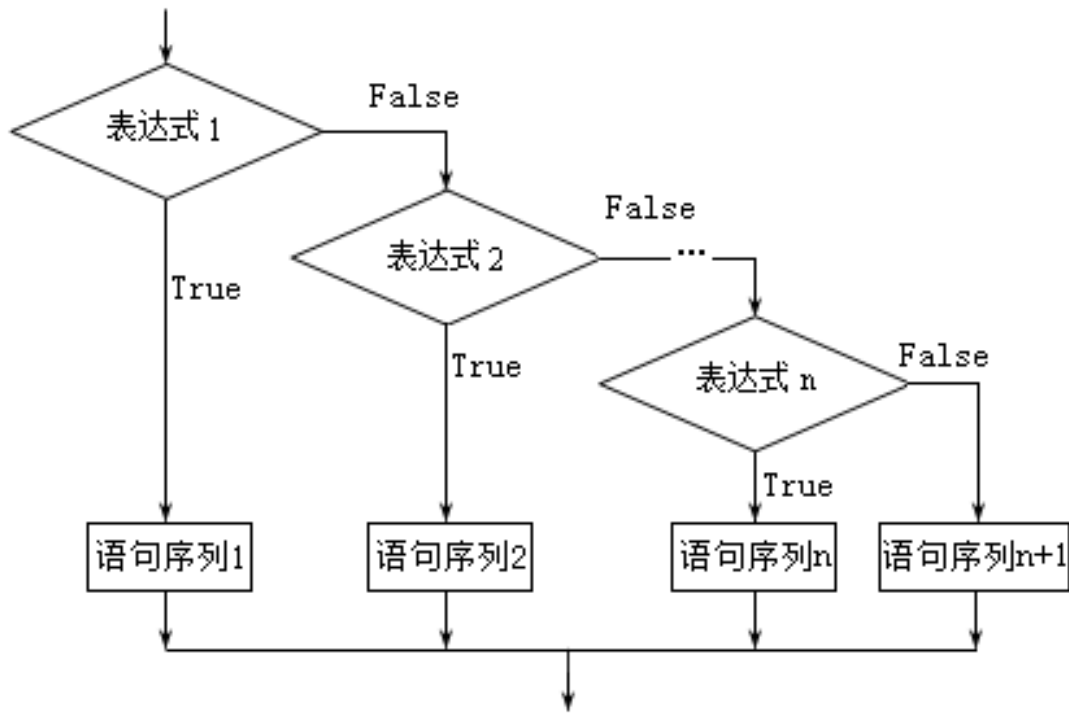 False
表达式 1
False
表达式 2
...
True
False
True
表达式 n
True
语句序列1
语句序列2
语句序列n
语句序列n+1